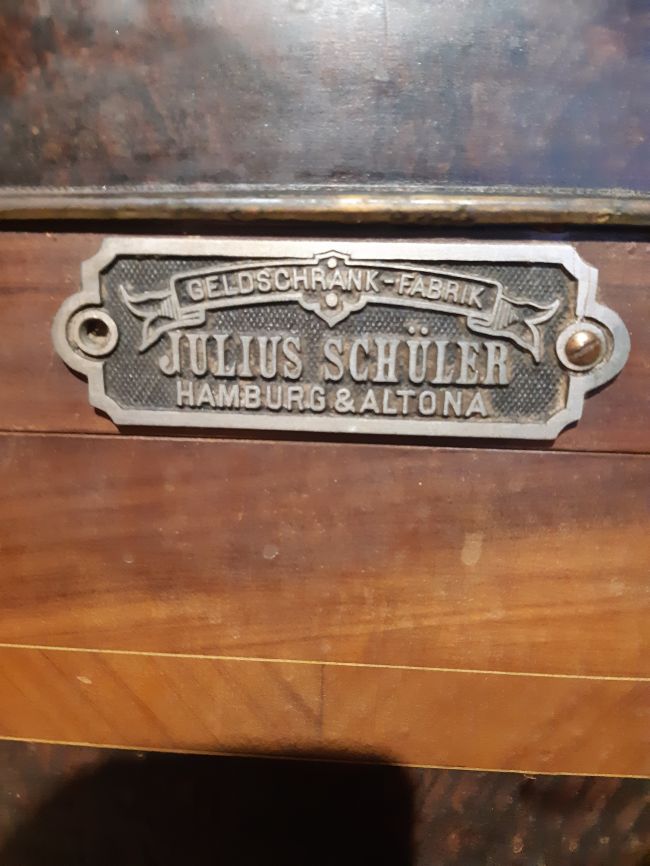 GELDSCHRANK-FABRIK
JULIUS SCHÜLER
HAMBURG & ALTONA